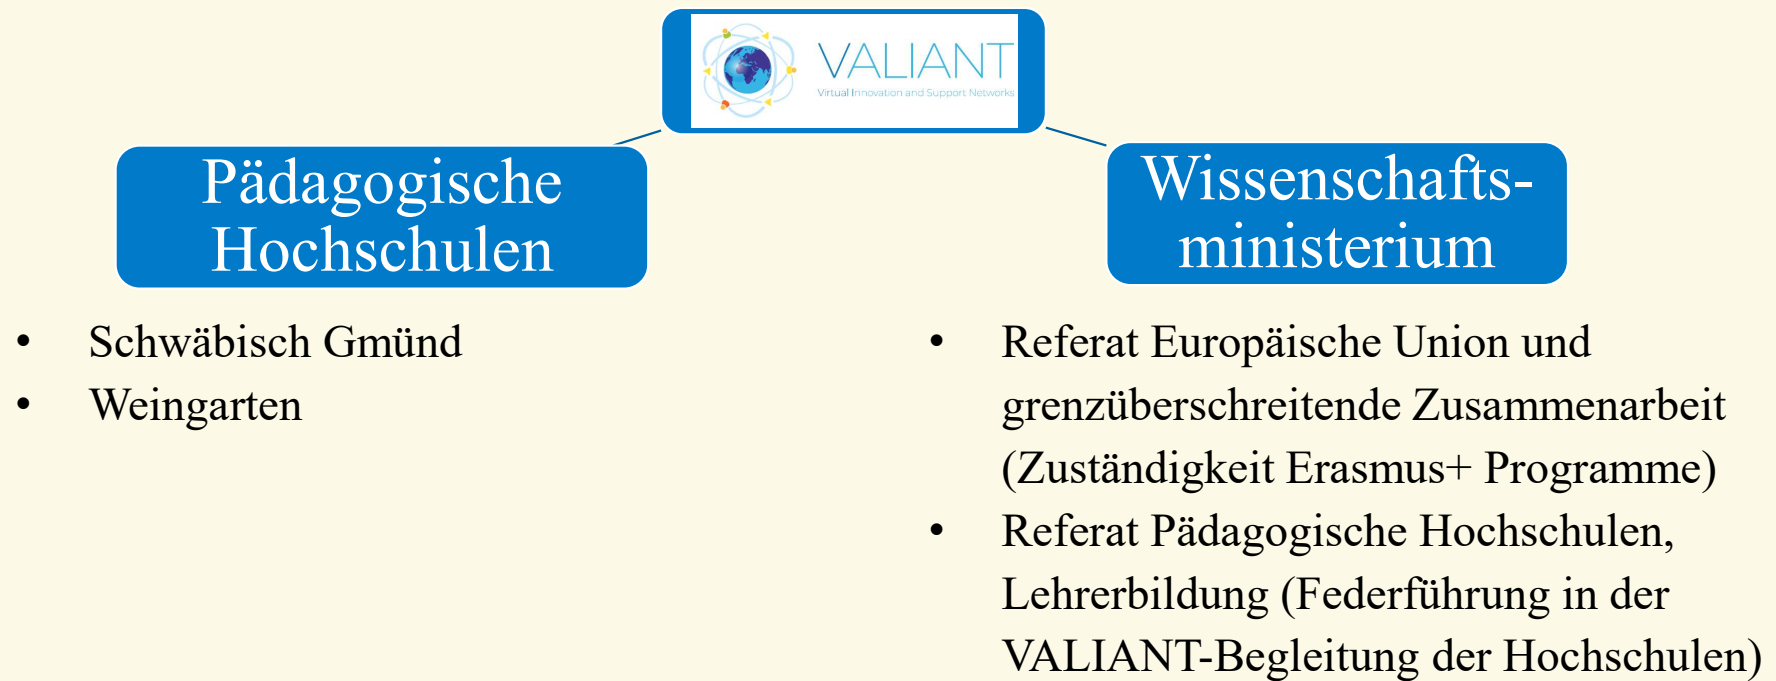 VALIANT
Virtual Innovation and Support Networks
Pädagogische
Hochschulen
• Schwäbisch Gmünd
• Weingarten
Wissenschafts-
ministerium
• Referat Europäische Union und
grenzüberschreitende Zusammenarbeit
(Zuständigkeit Erasmus+ Programme)
• Referat Pädagogische Hochschulen,
Lehrerbildung (Federführung in der
VALIANT-Begleitung der Hochschulen)